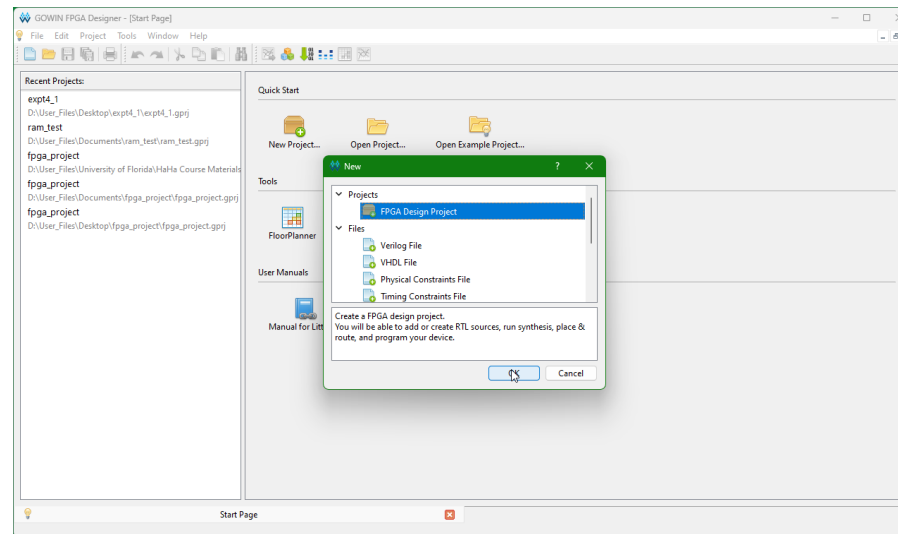 GOWIN FPGA Designer - [Start Page]
File Edit Project Tools Window Help
Recent Projects:
expt4_1
D:\User_Files\Desktop\expt4_1\expt4_1.gprj
ram_test
D:\User_Files\Documents\ram_test\ram_test.gprj
fpga_project
D:\User_Files\University of Florida\HaHa Course Materials
fpga_project
D:\User_Files\Documents\fpga_project\fpga_project.gprj
fpga_project
D:\User_Files\Desktop\fpga_project\fpga_project.gprj
Quick Start
New Project... Open Project... Open Example Project...
Tools
FloorPlanner
User Manuals
Manual for Litt
New
Projects
FPGA Design Project
Files
Verilog File
VHDL File
Physical Constraints File
Timing Constraints File
Create a FPGA design project.
You will be able to add or create RTL sources, run synthesis, place &
route, and program your device.
OK Cancel
Start Page